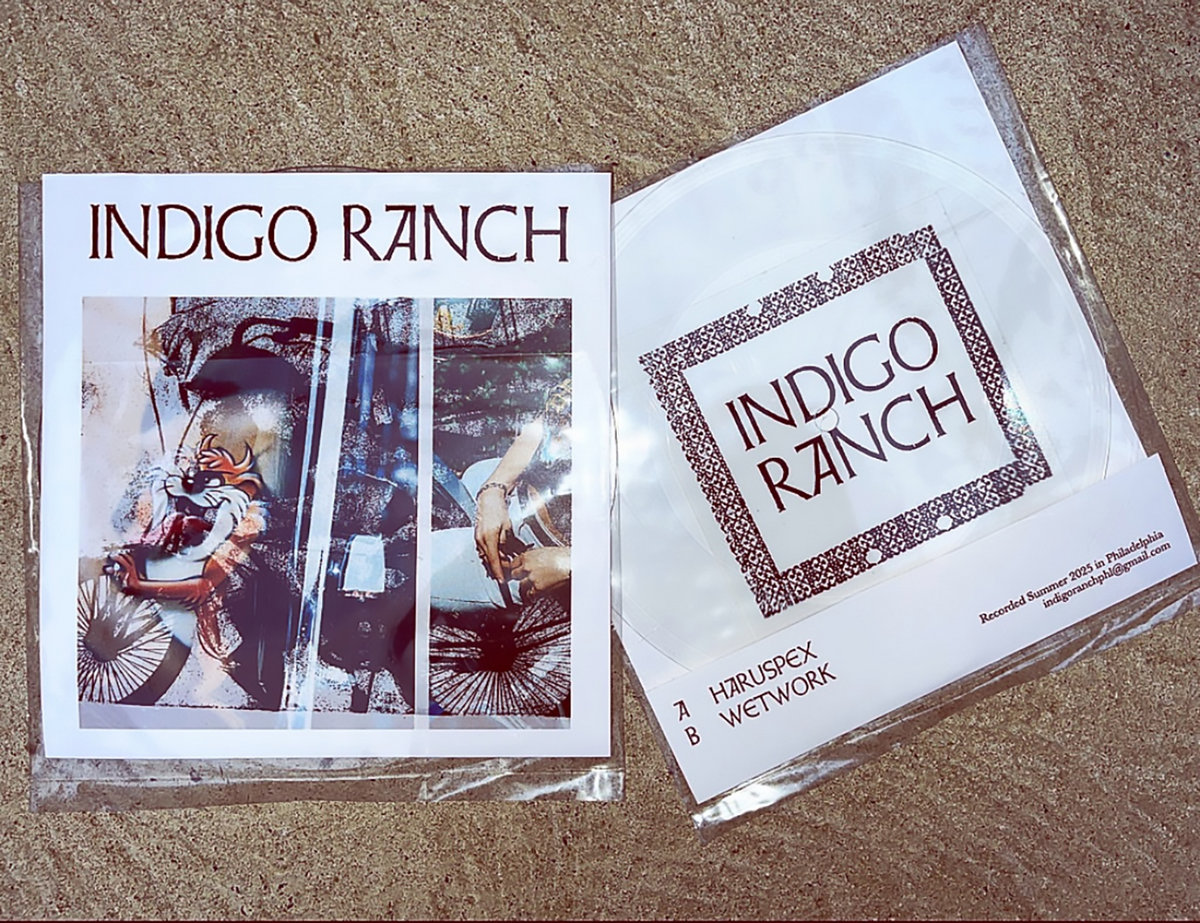 INDIGO RANCH
INDIGO
RANCH
Recorded Summer 2025 in Philadelphia
indigoranchphl@gmail.com
A HARUSPEX
B WETWORK